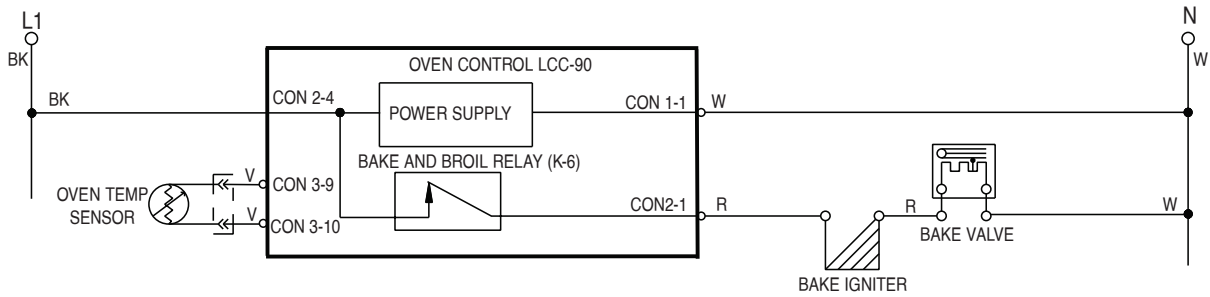 L1
N
BK
W
OVEN CONTROL LCC-90
BK
CON 2-4
POWER SUPPLY
CON 1-1
W
BAKE AND BROIL RELAY (K-6)
OVEN TEMP
SENSOR
V
CON 3-9
V
CON 3-10
CON2-1
R
R
BAKE VALVE
W
BAKE IGNITER